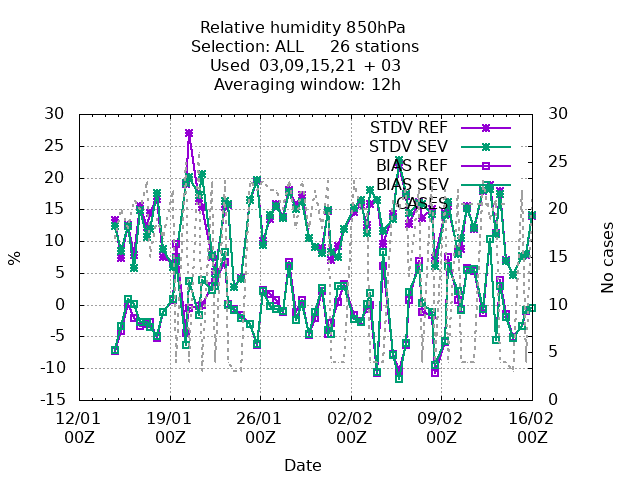 Relative humidity 850hPa
Selection: ALL 26 stations
Used 03,09,15,21 + 03
Averaging window: 12h
STDV REF
STDV SEV
BIAS REF
BIAS SEV
CASES
%
30
25
20
15
10
5
0
-5
-10
-15
No cases
30
25
20
15
10
5
0
12/01 19/01 26/01 02/02 09/02 16/02
00Z 00Z 00Z 00Z 00Z 00Z
Date